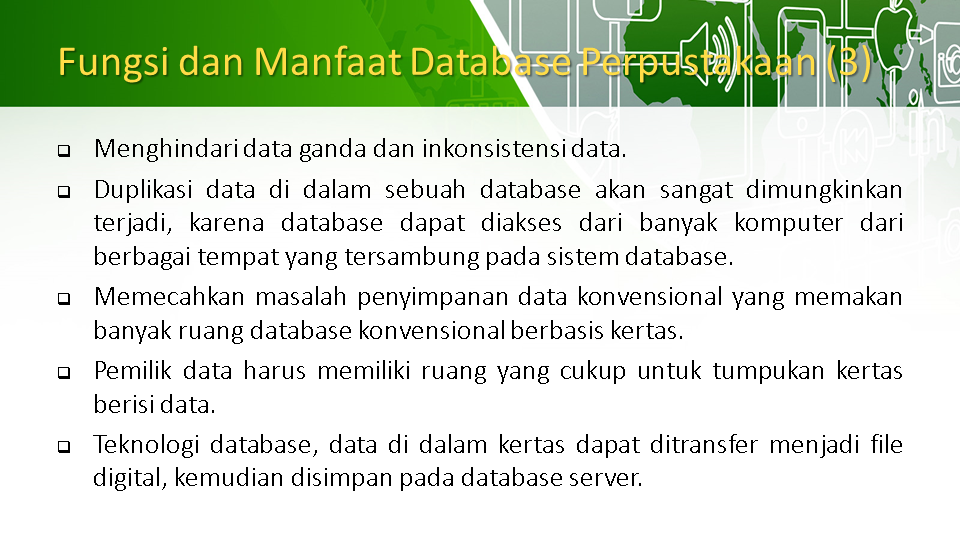 Fungsi dan Manfaat Database Perpustakaan (3)
Menghindari data ganda dan inkonsistensi data.
Duplikasi data di dalam sebuah database akan sangat dimungkinkan
terjadi, karena database dapat diakses dari banyak komputer dari
berbagai tempat yang tersambung pada sistem database.
Memecahkan masalah penyimpanan data konvensional yang memakan
banyak ruang database konvensional berbasis kertas.
Pemilik data harus memiliki ruang yang cukup untuk tumpukan kertas
berisi data.
Teknologi database, data di dalam kertas dapat ditransfer menjadi file
digital, kemudian disimpan pada database server.